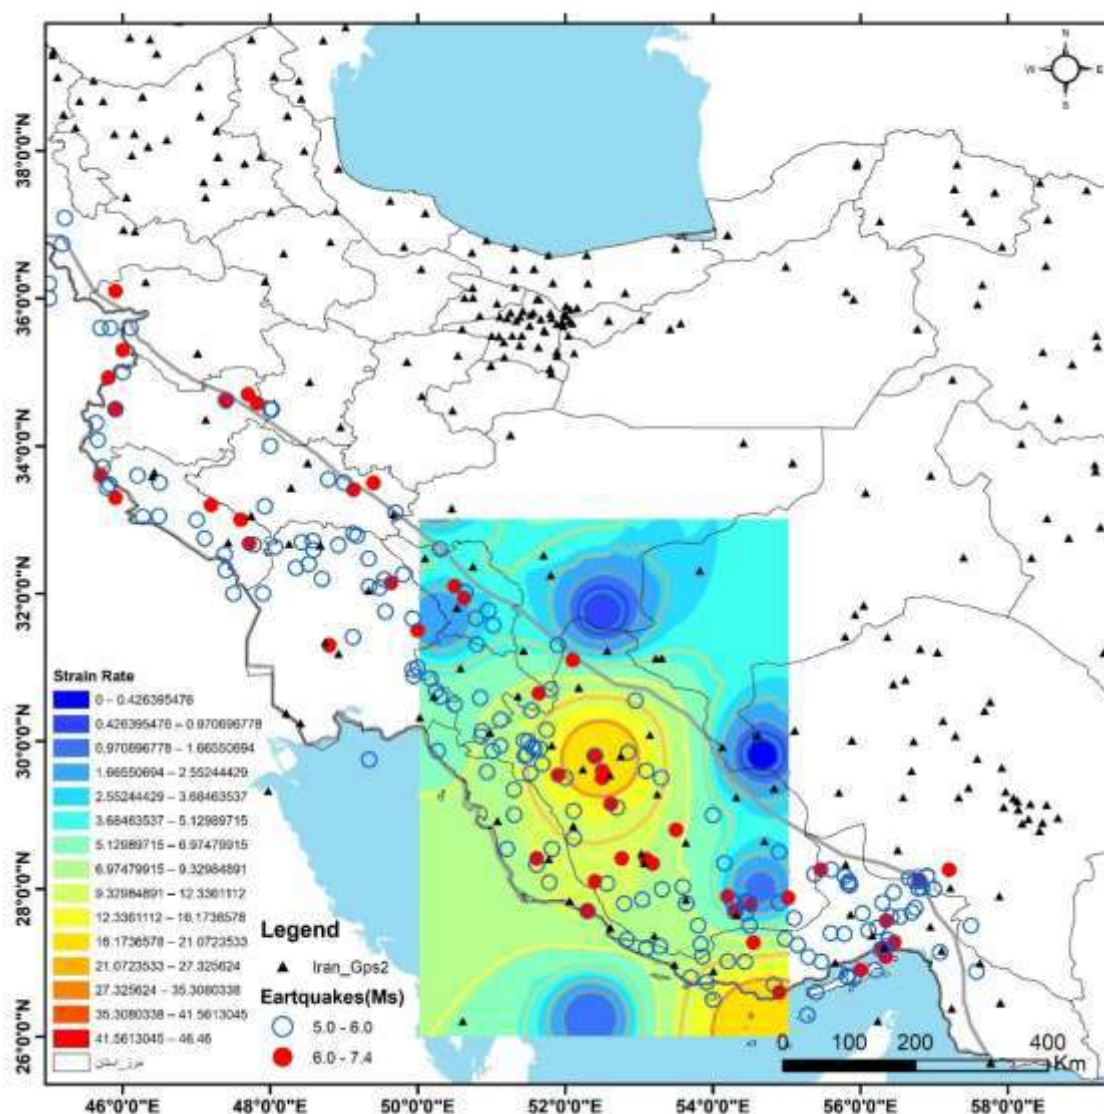 N
W E
S
38°0'0"N
36°0'0"N
34°0'0"N
32°0'0"N
30°0'0"N
28°0'0"N
26°0'0"N
Strain Rate
0 – 0.426395476
0.426395476 – 0.970696778
0.970696778 – 1.66550694
1.66550694 – 2.55244429
2.55244429 – 3.68463537
3.68463537 – 5.12989715
5.12989715 – 6.97479915
6.97479915 – 9.32984891
9.32984891 – 12.3361112
12.3361112 – 16.1736578
16.1736578 – 21.0723533
21.0723533 – 27.325624
27.325624 – 35.3080338
35.3080338 – 41.5613045
41.5613045 – 46.46
Legend
Iran_Gps2
Eartquakes(Ms)
5.0 - 6.0
6.0 - 7.4
0 100 200 400
Km
46°0'0"E 48°0'0"E 50°0'0"E 52°0'0"E 54°0'0"E 56°0'0"E 58°0'0"E